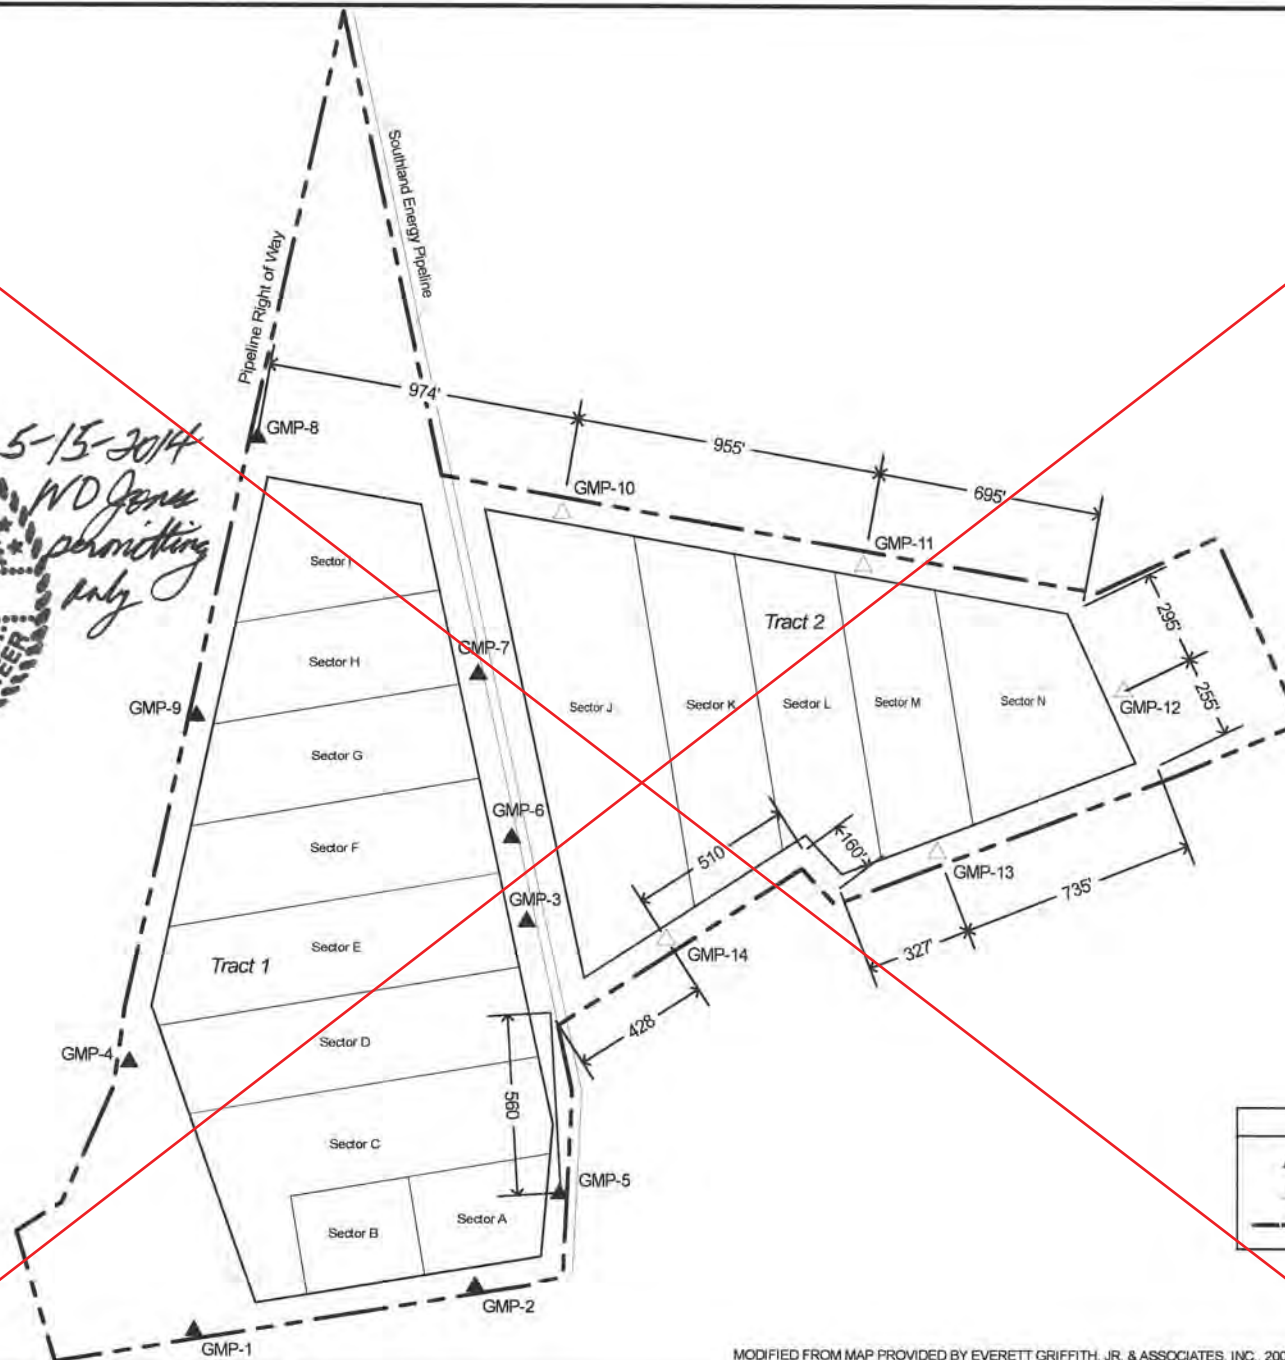 Southland Energy Pipeline
Pipeline Right of Way
974'
GMP-8
5-15-2014
WD Jones
permitting
only
EER
955'
GMP-10
695'
GMP-11
Sector I
Tract 2
295'
GMP-7
Sector H
GMP-9
Sector J
Sector K
Sector L
Sector M
Sector N
GMP-12
255'
Sector G
GMP-6
Sector F
510
160'
GMP-13
735'
GMP-3
Sector E
Tract 1
GMP-14
327'
428
Sector D
GMP-4
560
Sector C
GMP-5
Sector A
Sector B
GMP-2
GMP-1
MODIFIED FROM MAP PROVIDED BY EVERETT GRIFFITH, JR. & ASSOCIATES, INC., 200